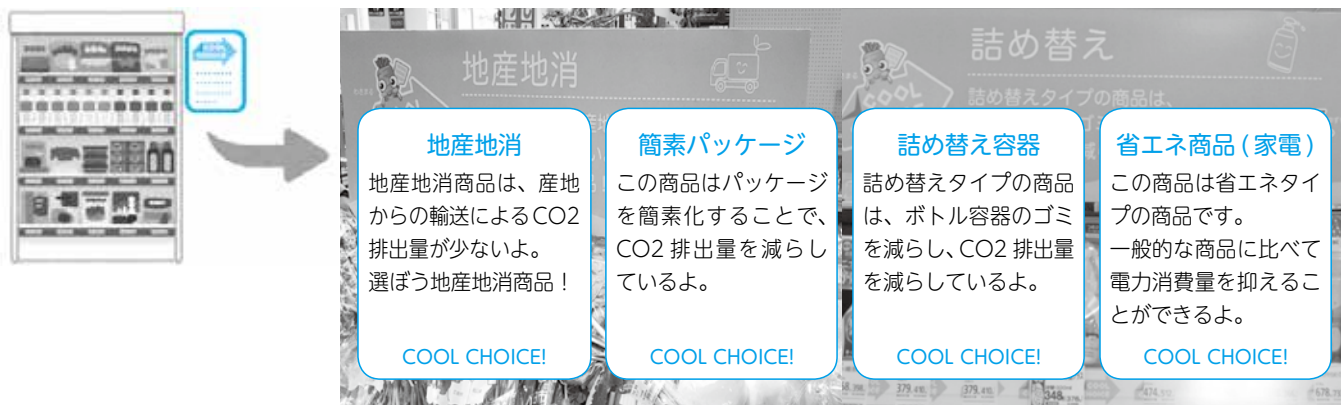 地産地消
詰め替え
詰め替えタイプの商品は、
COOL
地産地消
地産地消商品は、産地
からの輸送によるCO2
排出量が少ないよ。
選ぼう地産地消商品！
COOL CHOICE!
簡素パッケージ
この商品はパッケージ
を簡素化することで、
CO2 排出量を減らし
ているよ。
COOL CHOICE!
詰め替え容器
詰め替えタイプの商品
は、ボトル容器のゴミ
を減らし、CO2 排出量
を減らしているよ。
COOL CHOICE!
省エネ商品 ( 家電 )
この商品は省エネタイ
プの商品です。
一般的な商品に比べて
電力消費量を抑えるこ
とができるよ。
COOL CHOICE!